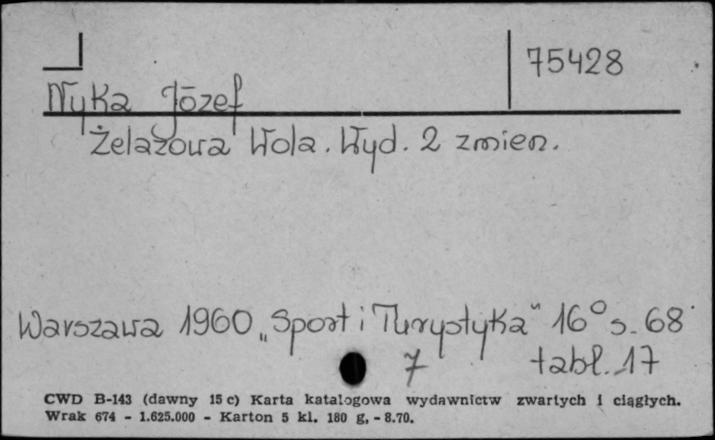 75428
Nyka Józef
Żelazowa Wola. Wyd. 2 zmien.
Warszawa 1960 „Sport i Turystyka" 16° s. 68
7 tabl. 17
CWD B-143 (dawny 15 c) Karta katalogowa wydawnictw zwartych i ciągłych.
Wrak 674 - 1.625.000 - Karton 5 kl. 180 g, - 8.70.